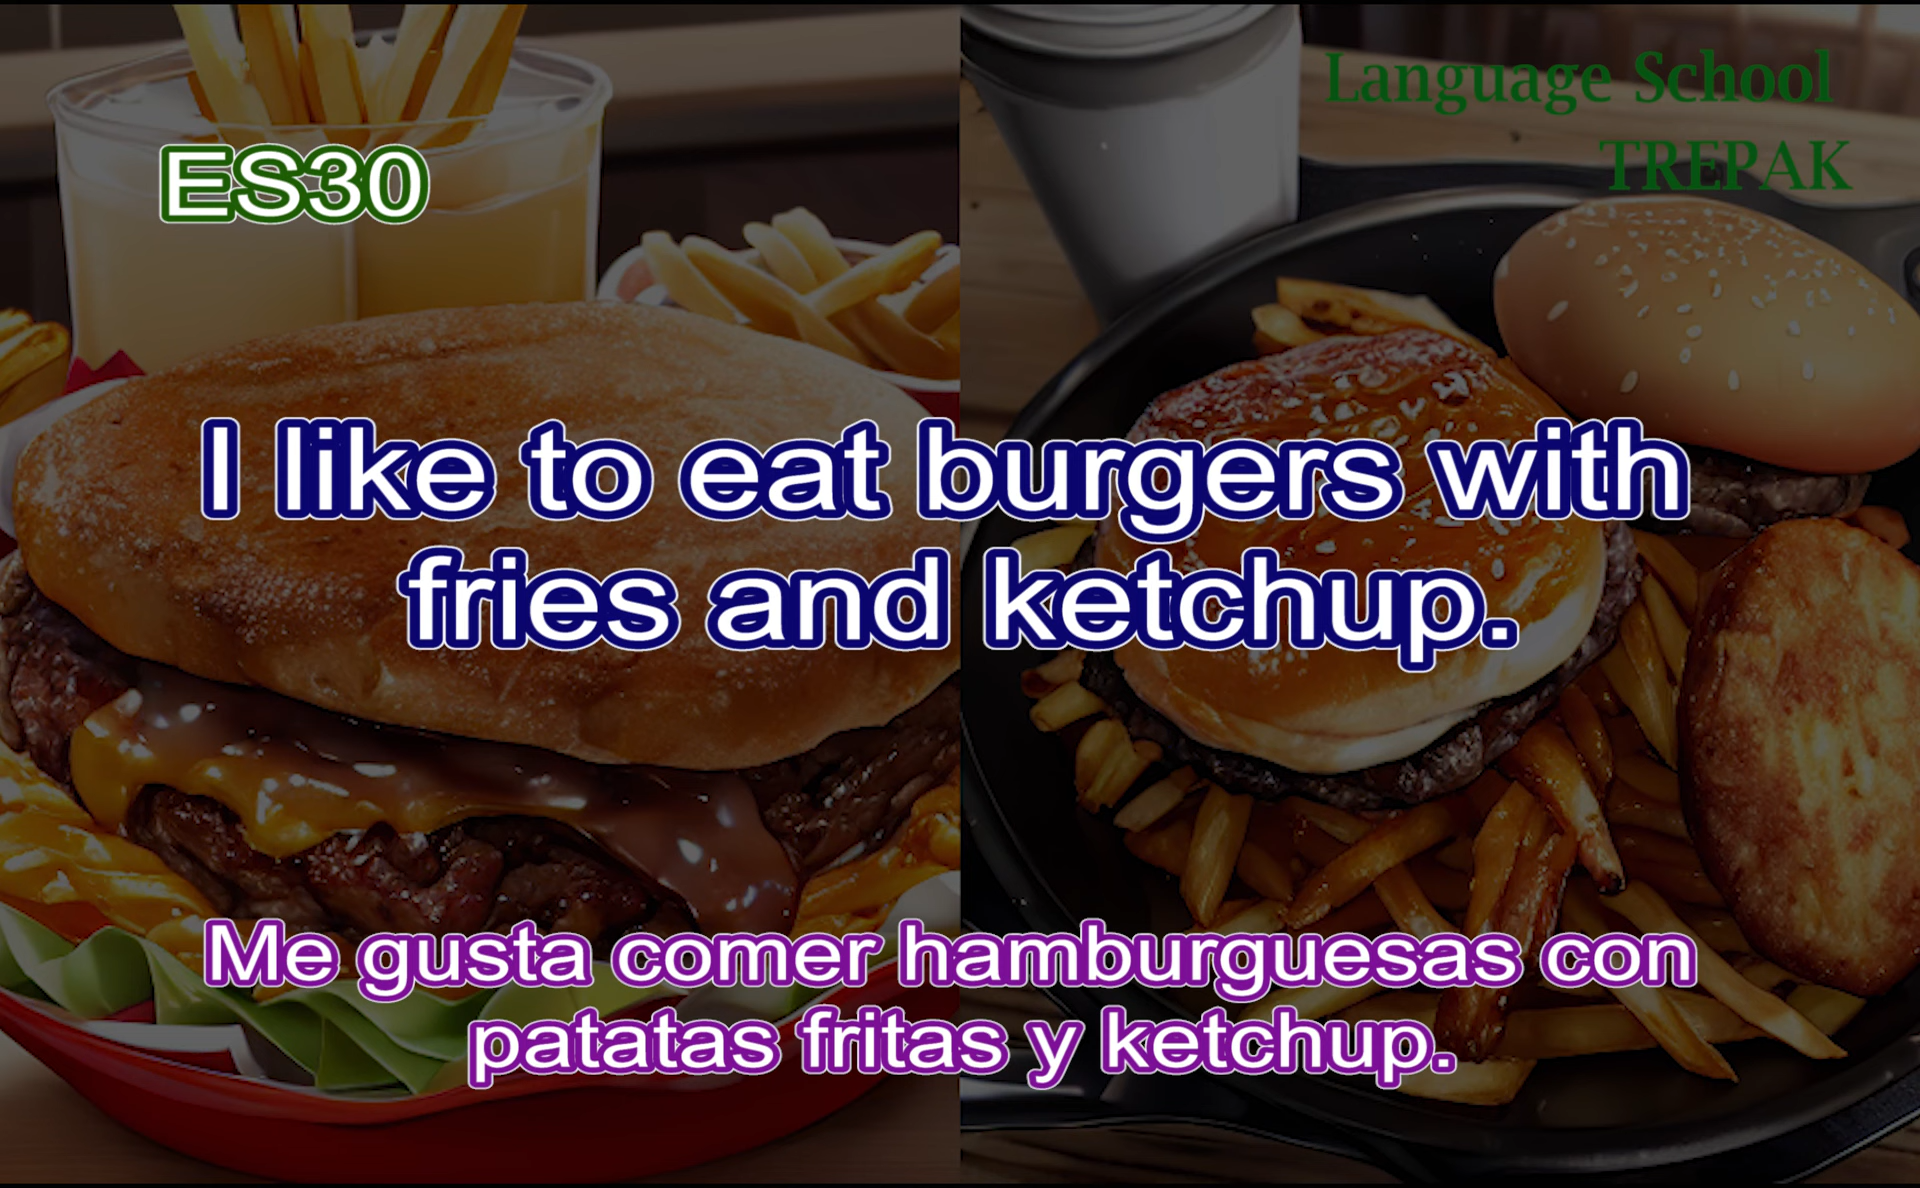 Language School
TREPAK
ES30
I like to eat burgers with
fries and ketchup.
Me gusta comer hamburguesas con
patatas fritas y ketchup.